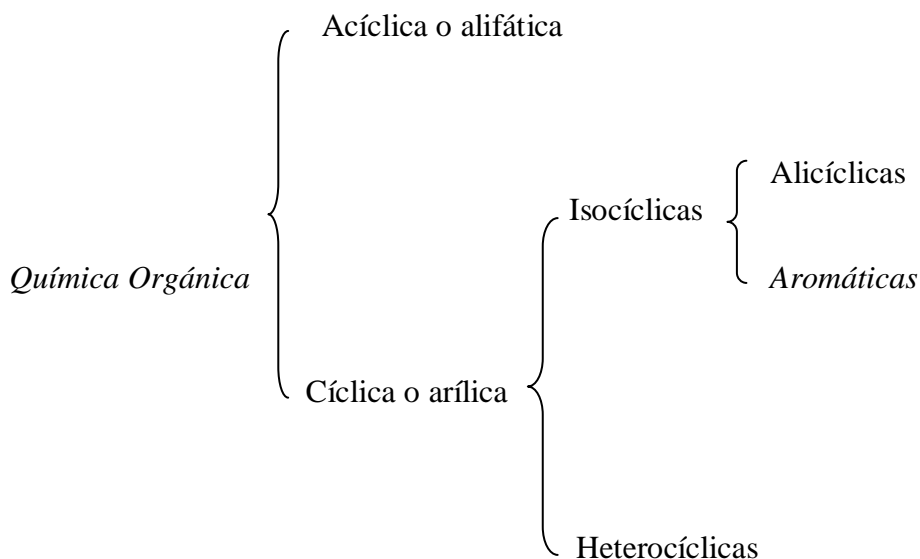 Acíclica o alifática
Alicíclicas
Isocíclicas
Química Orgánica
Aromáticas
Cíclica o arílica
Heterocíclicas